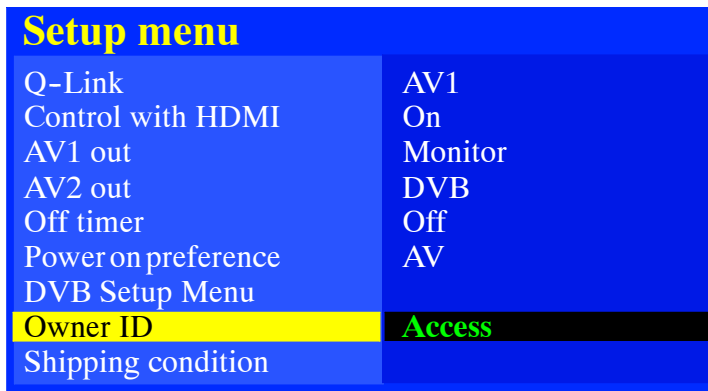 Setup menu
Q-Link AV1
Control with HDMI On
AV1 out Monitor
AV2 out DVB
Off timer Off
Power on preference AV
DVB Setup Menu
Owner ID Access
Shipping condition